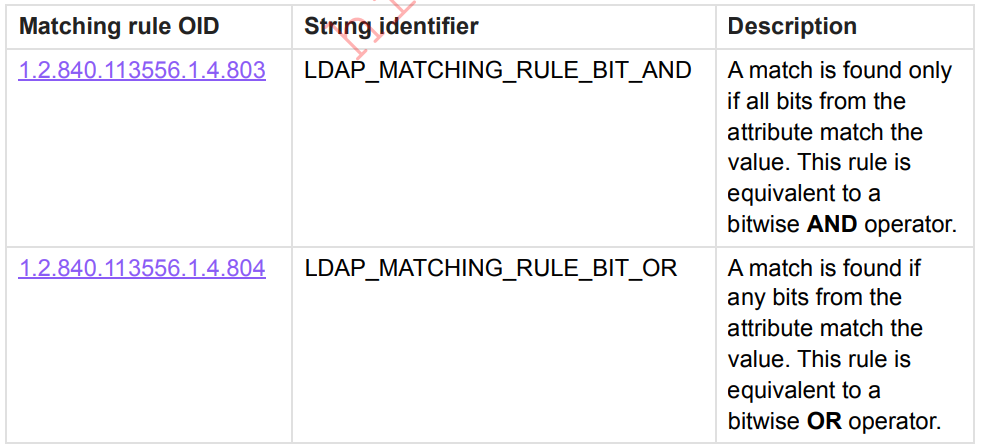 Matching rule OID String identifier Description
1.2.840.113556.1.4.803 LDAP_MATCHING_RULE_BIT_AND A match is found only
if all bits from the
attribute match the
value. This rule is
equivalent to a
bitwise AND operator.
1.2.840.113556.1.4.804 LDAP_MATCHING_RULE_BIT_OR A match is found if
any bits from the
attribute match the
value. This rule is
equivalent to a
bitwise OR operator.